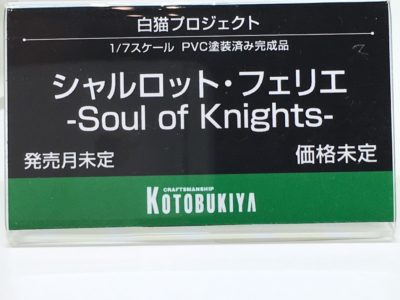 白猫プロジェクト
1/7スケール PVC塗装済み完成品
シャルロット・フェリエ
-Soul of Knights-
発売月未定 価格未定
CRAFTSMANSHIP
KOTOBUKIYA